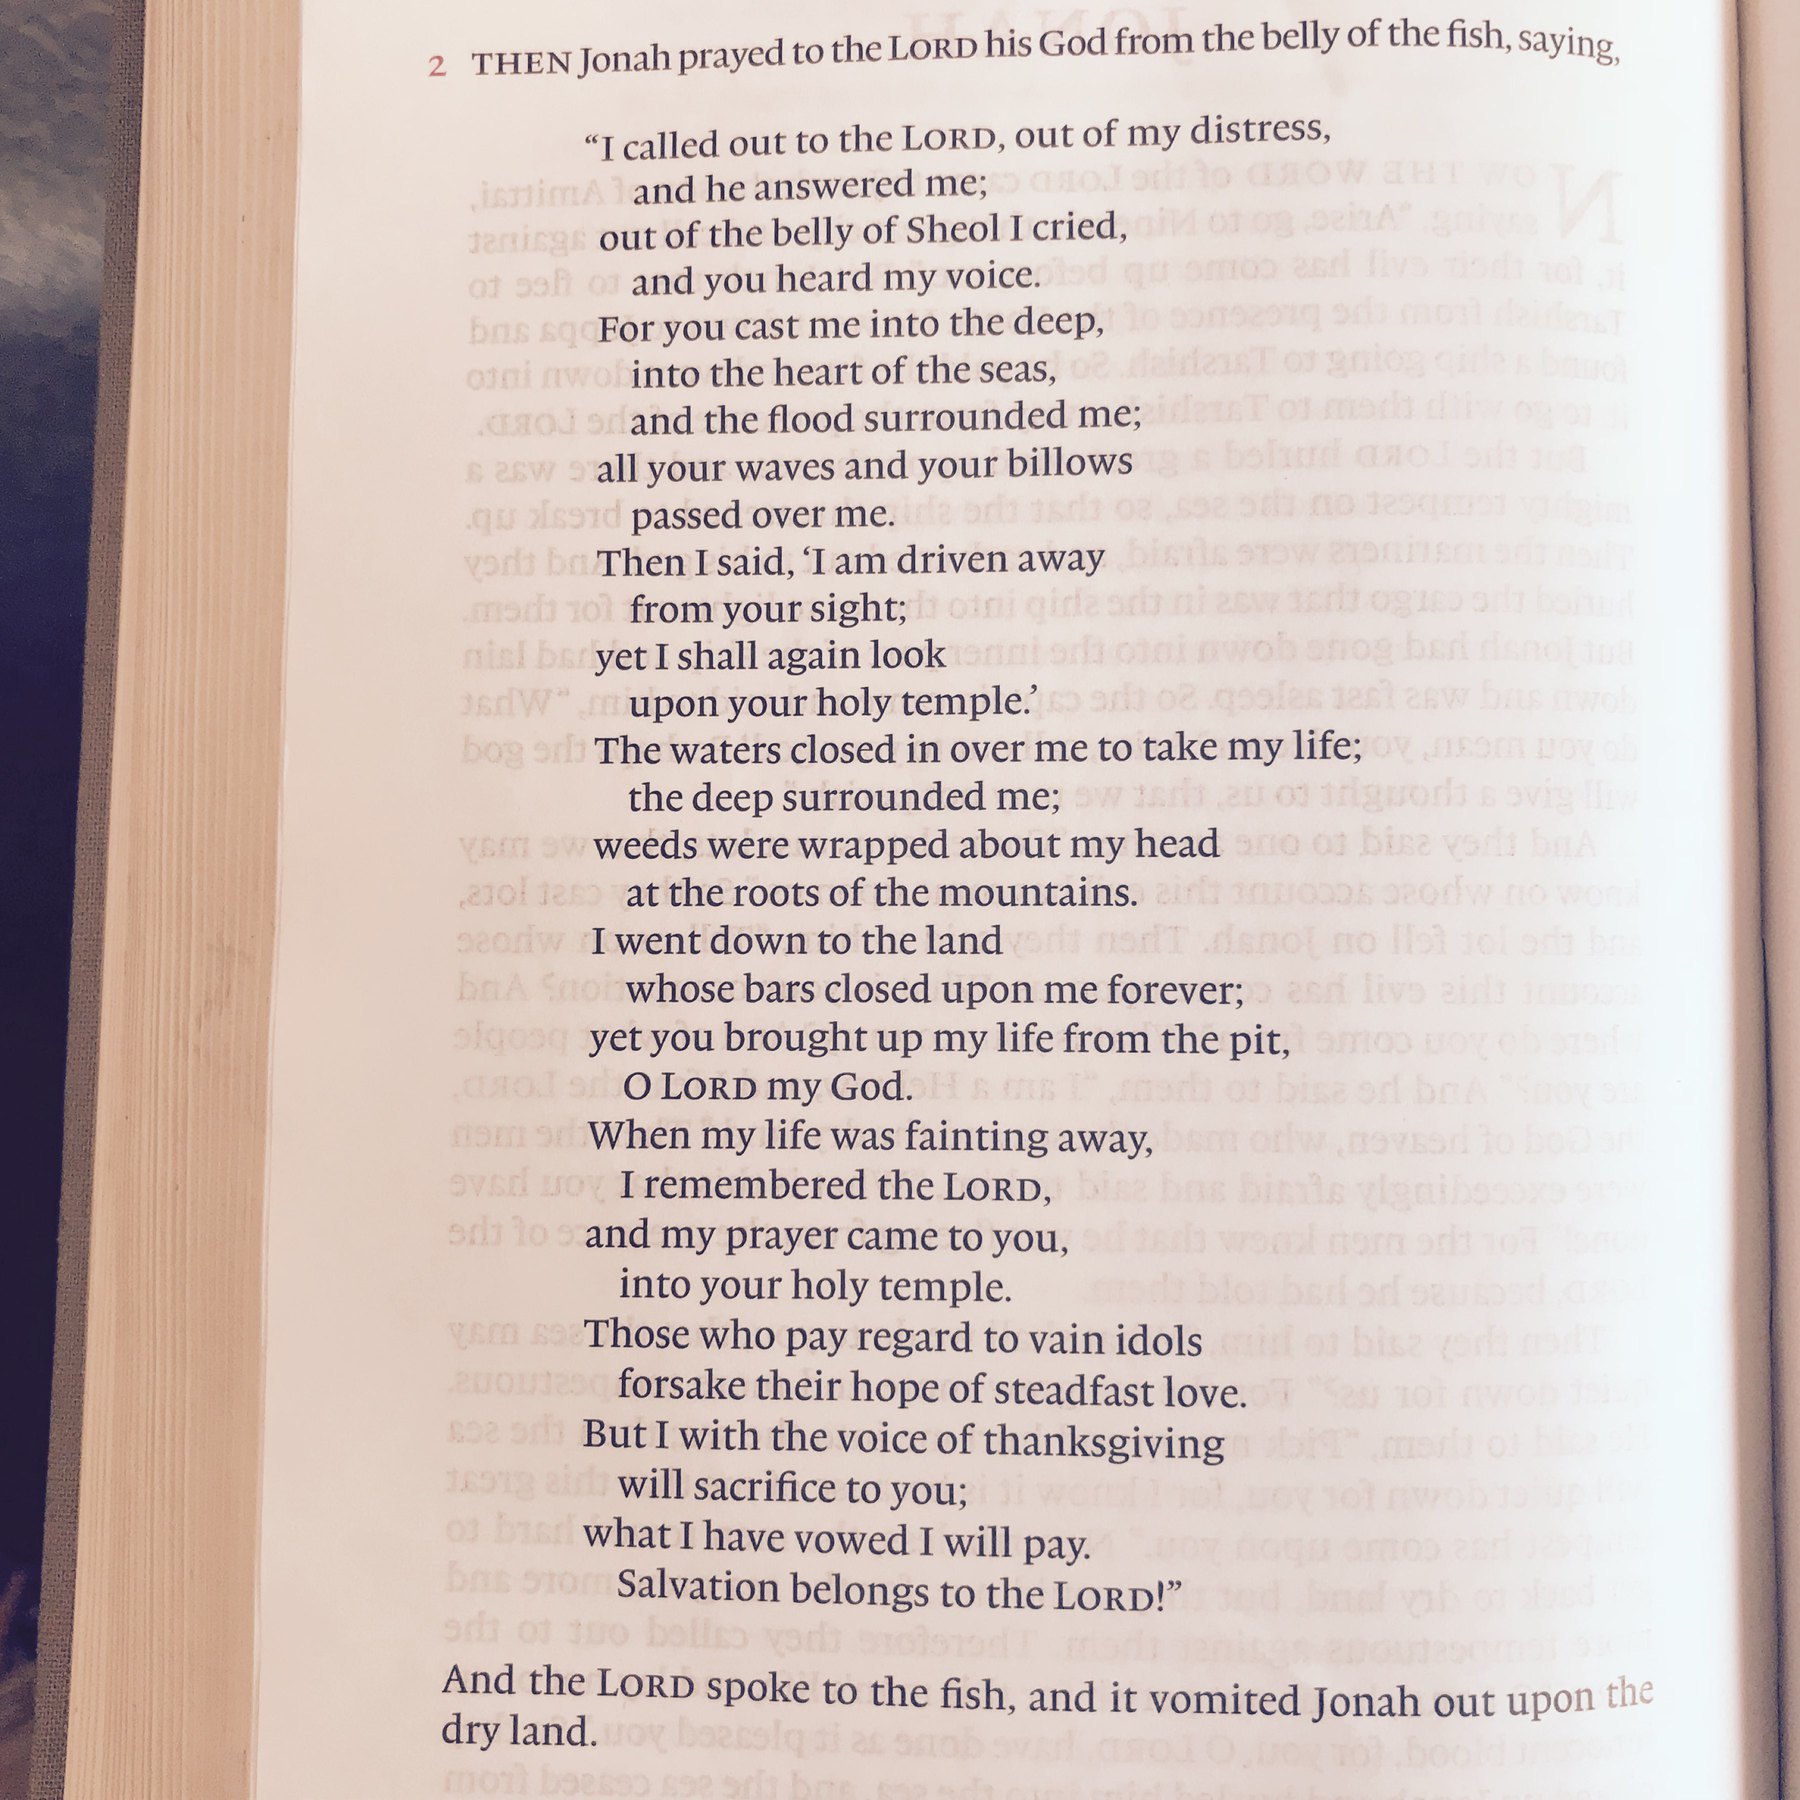 2 THEN Jonah prayed to the LORD his God from the belly of the fish, saying,
“I called out to the LORD, out of my distress,
and he answered me;
out of the belly of Sheol I cried,
and you heard my voice.
For you cast me into the deep,
into the heart of the seas,
and the flood surrounded me;
all your waves and your billows
passed over me.
Then I said, ‘I am driven away
from your sight;
yet I shall again look
upon your holy temple.’
The waters closed in over me to take my life;
the deep surrounded me;
weeds were wrapped about my head
at the roots of the mountains.
I went down to the land
whose bars closed upon me forever;
yet you brought up my life from the pit,
O LORD my God.
When my life was fainting away,
I remembered the LORD,
and my prayer came to you,
into your holy temple.
Those who pay regard to vain idols
forsake their hope of steadfast love.
But I with the voice of thanksgiving
will sacrifice to you;
what I have vowed I will pay.
Salvation belongs to the LORD!”
And the LORD spoke to the fish, and it vomited Jonah out upon the
dry land.